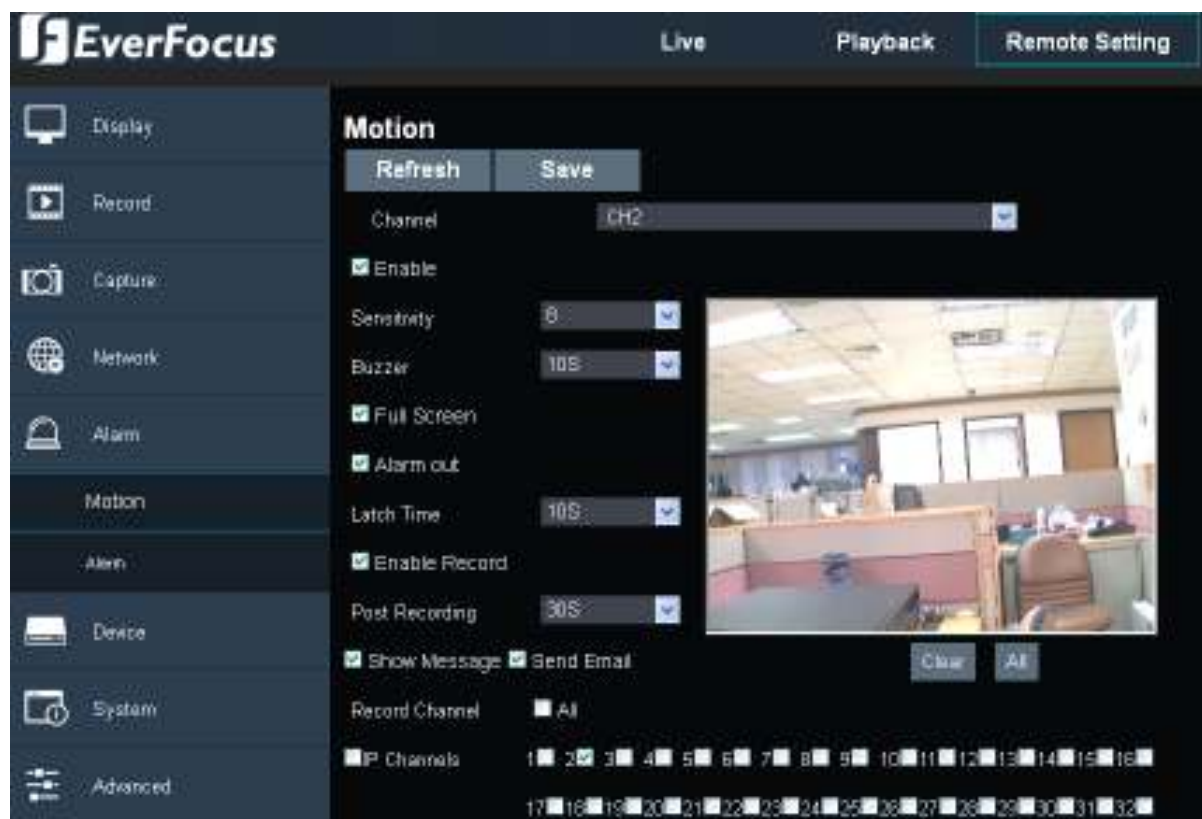 EverFocus
Live
Playback
Remote Setting
Display
Record
Capture
Network
Alarm
Motion
Alarm
Device
System
Advanced
Motion
Refresh Save
Channel CH2
Enable
Sensitivity
Buzzer 10S
Full Screen
Alarm out
Latch Time 10S
Enable Record
Post Recording 30S
Show Message Send Email
Clear All
Record Channel All
IP Channels 1 2 3 4 5 6 7 8 9 10 11 12 13 14 15 16
17 18 19 20 21 22 23 24 25 26 27 28 29 30 31 32